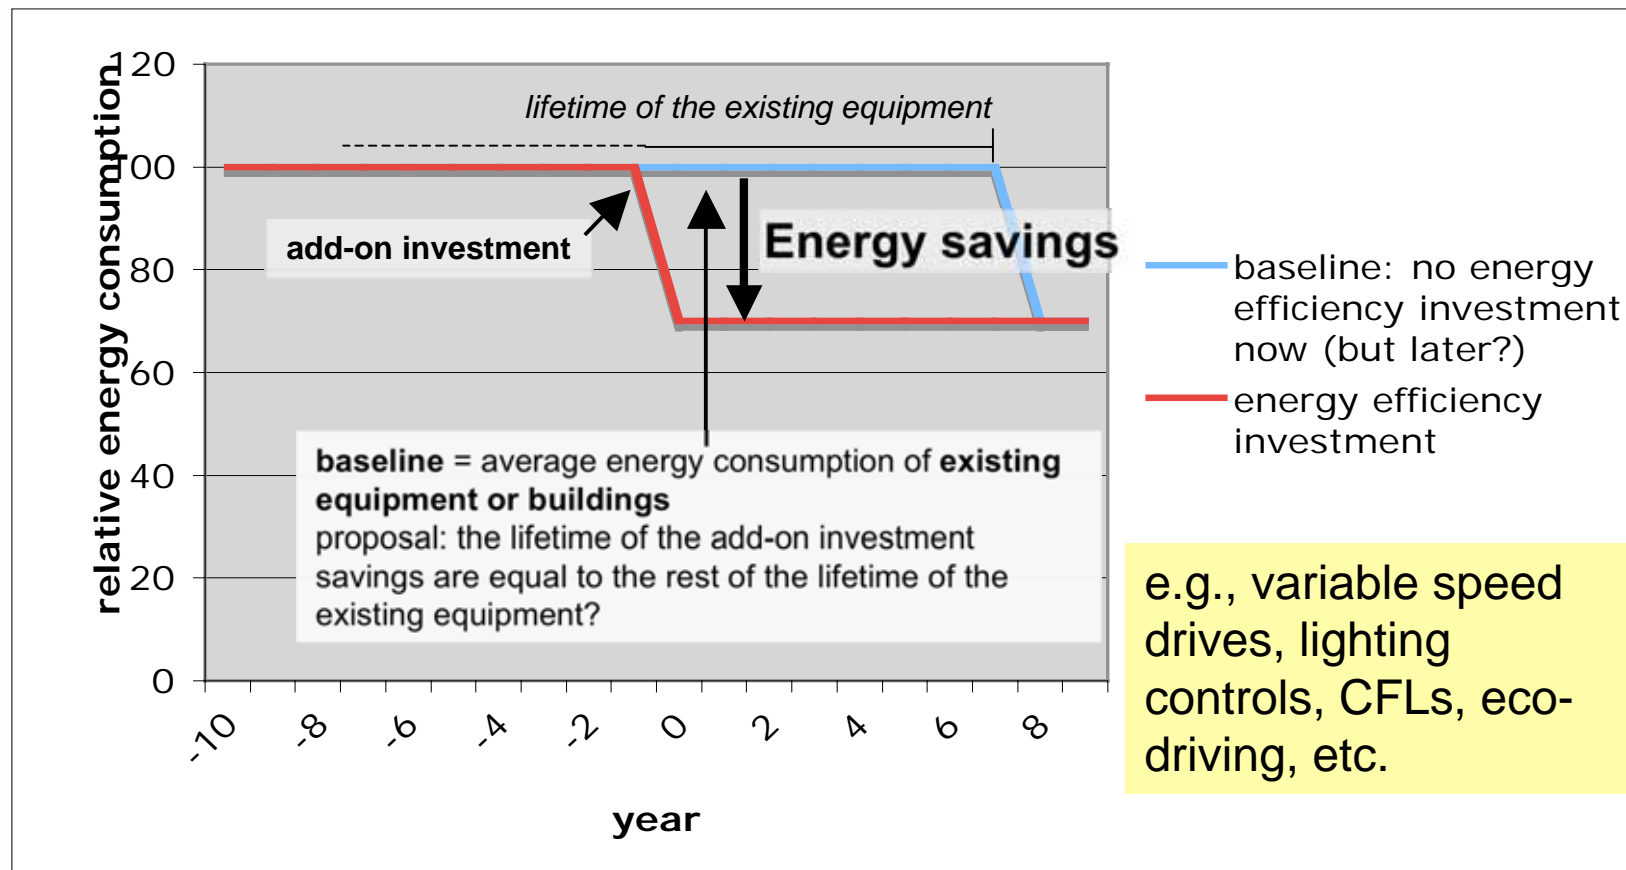 relative energy consumption
120
100
80
60
40
20
0
lifetime of the existing equipment
add-on investment
Energy savings
baseline = average energy consumption of existing
equipment or buildings
proposal: the lifetime of the add-on investment
savings are equal to the rest of the lifetime of the
existing equipment?
-10
-8
-6
-4
-2
0
2
4
6
8
year
baseline: no energy
efficiency investment
now (but later?)
energy efficiency
investment
e.g., variable speed
drives, lighting
controls, CFLs, eco-
driving, etc.